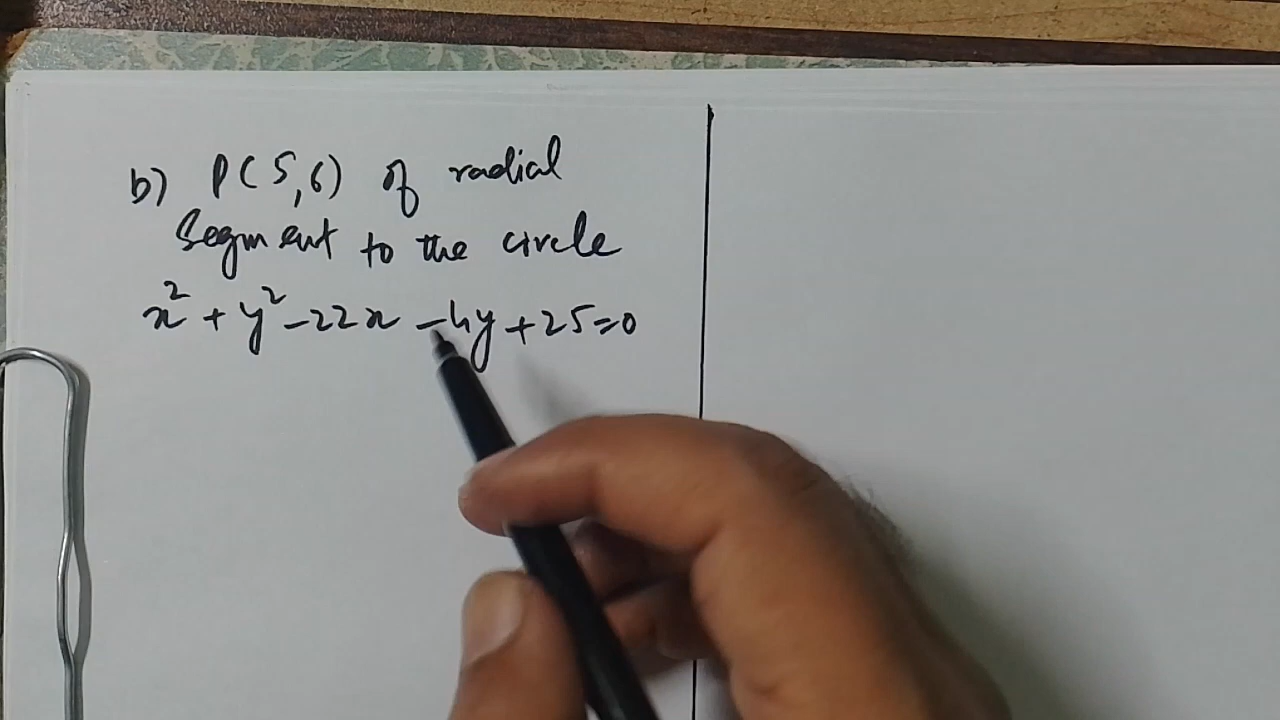 b) P(5,6) of radial
Segment to the circle
x² + y² - 22x - 4y + 25 = 0